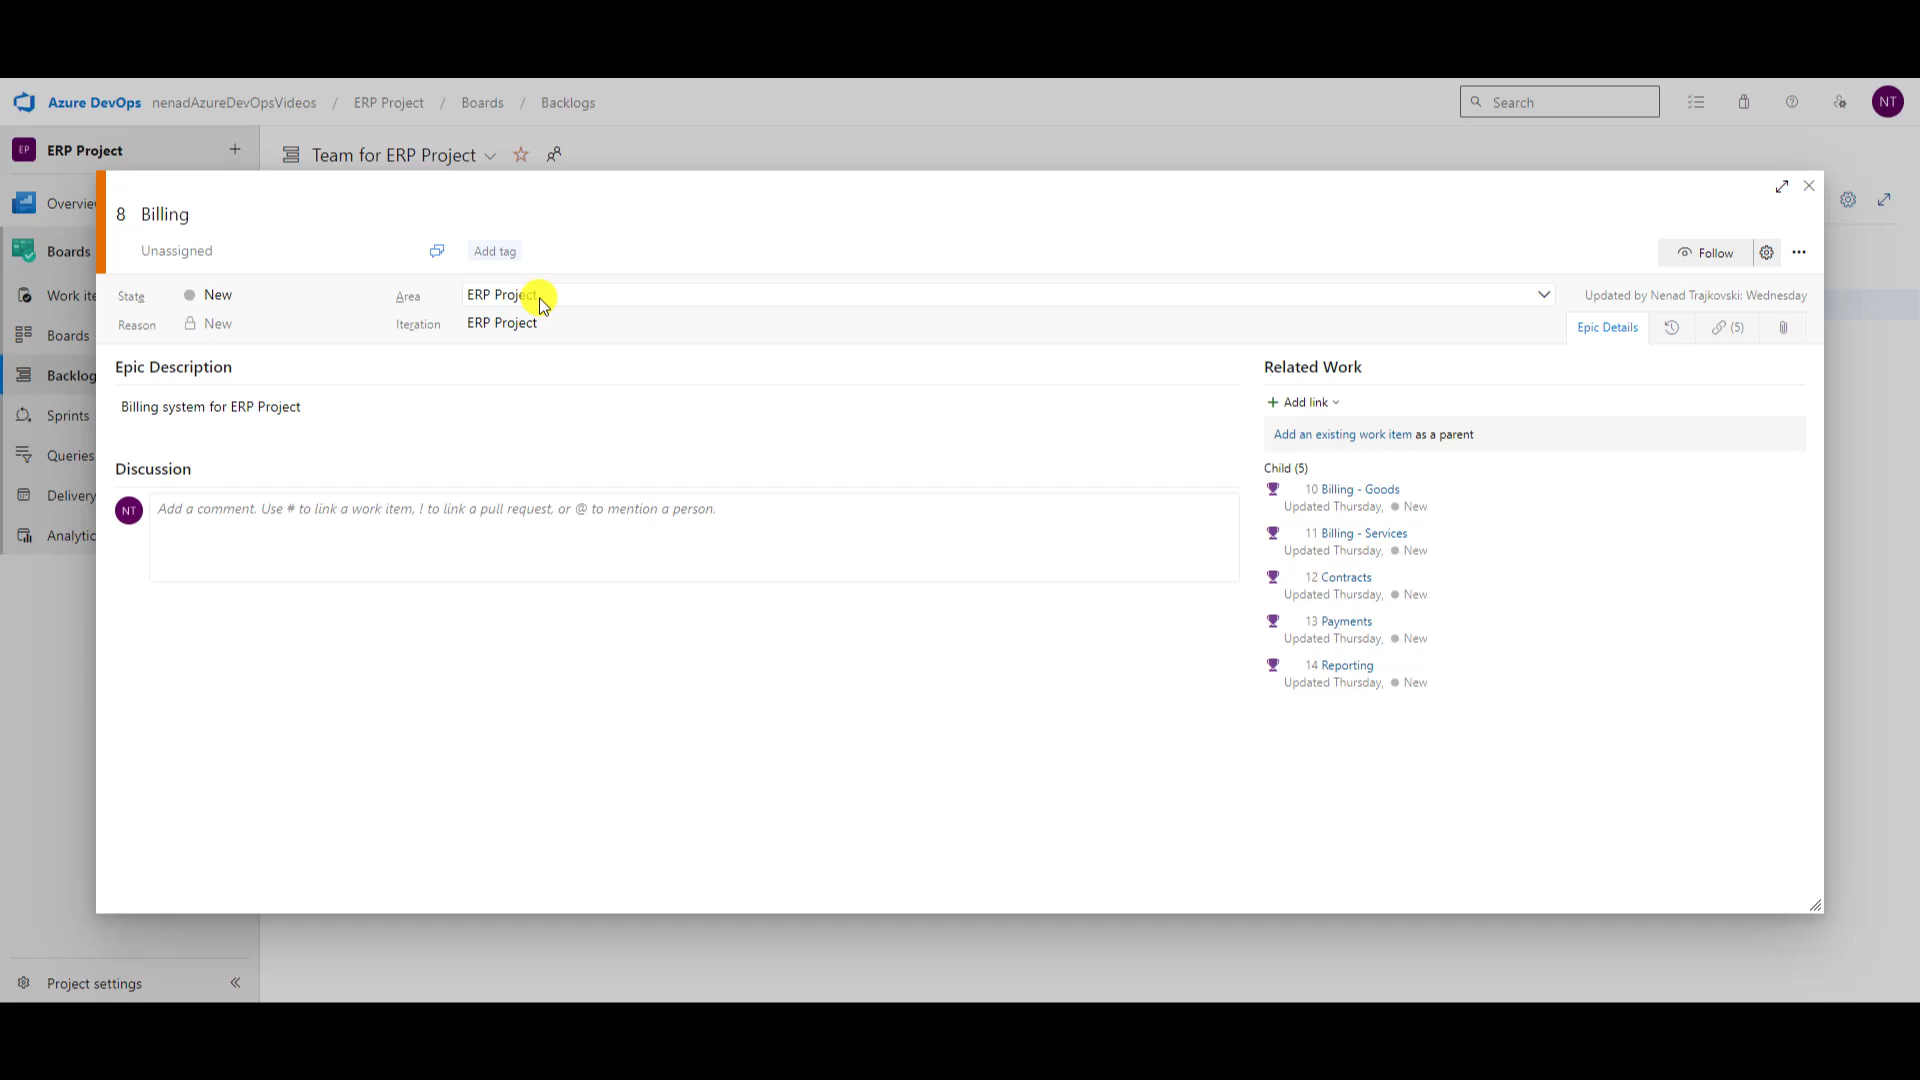 Azure DevOps nenadAzureDevOpsVideos / ERP Project / Boards / Backlogs
Search
NT
EP ERP Project
Team for ERP Project
Overvie
Boards
Work ite
Boards
Backlog
Sprints
Queries
Delivery
Analytic
Project settings
8 Billing
Unassigned
Add tag
Follow
State New
Area ERP Project
Updated by Nenad Trajkovski: Wednesday
Reason New
Iteration ERP Project
Epic Details
(5)
Epic Description
Billing system for ERP Project
Discussion
NT
Add a comment. Use # to link a work item, ! to link a pull request, or @ to mention a person.
Related Work
+ Add link
Add an existing work item as a parent
Child (5)
10 Billing - Goods
Updated Thursday, New
11 Billing - Services
Updated Thursday, New
12 Contracts
Updated Thursday, New
13 Payments
Updated Thursday, New
14 Reporting
Updated Thursday, New